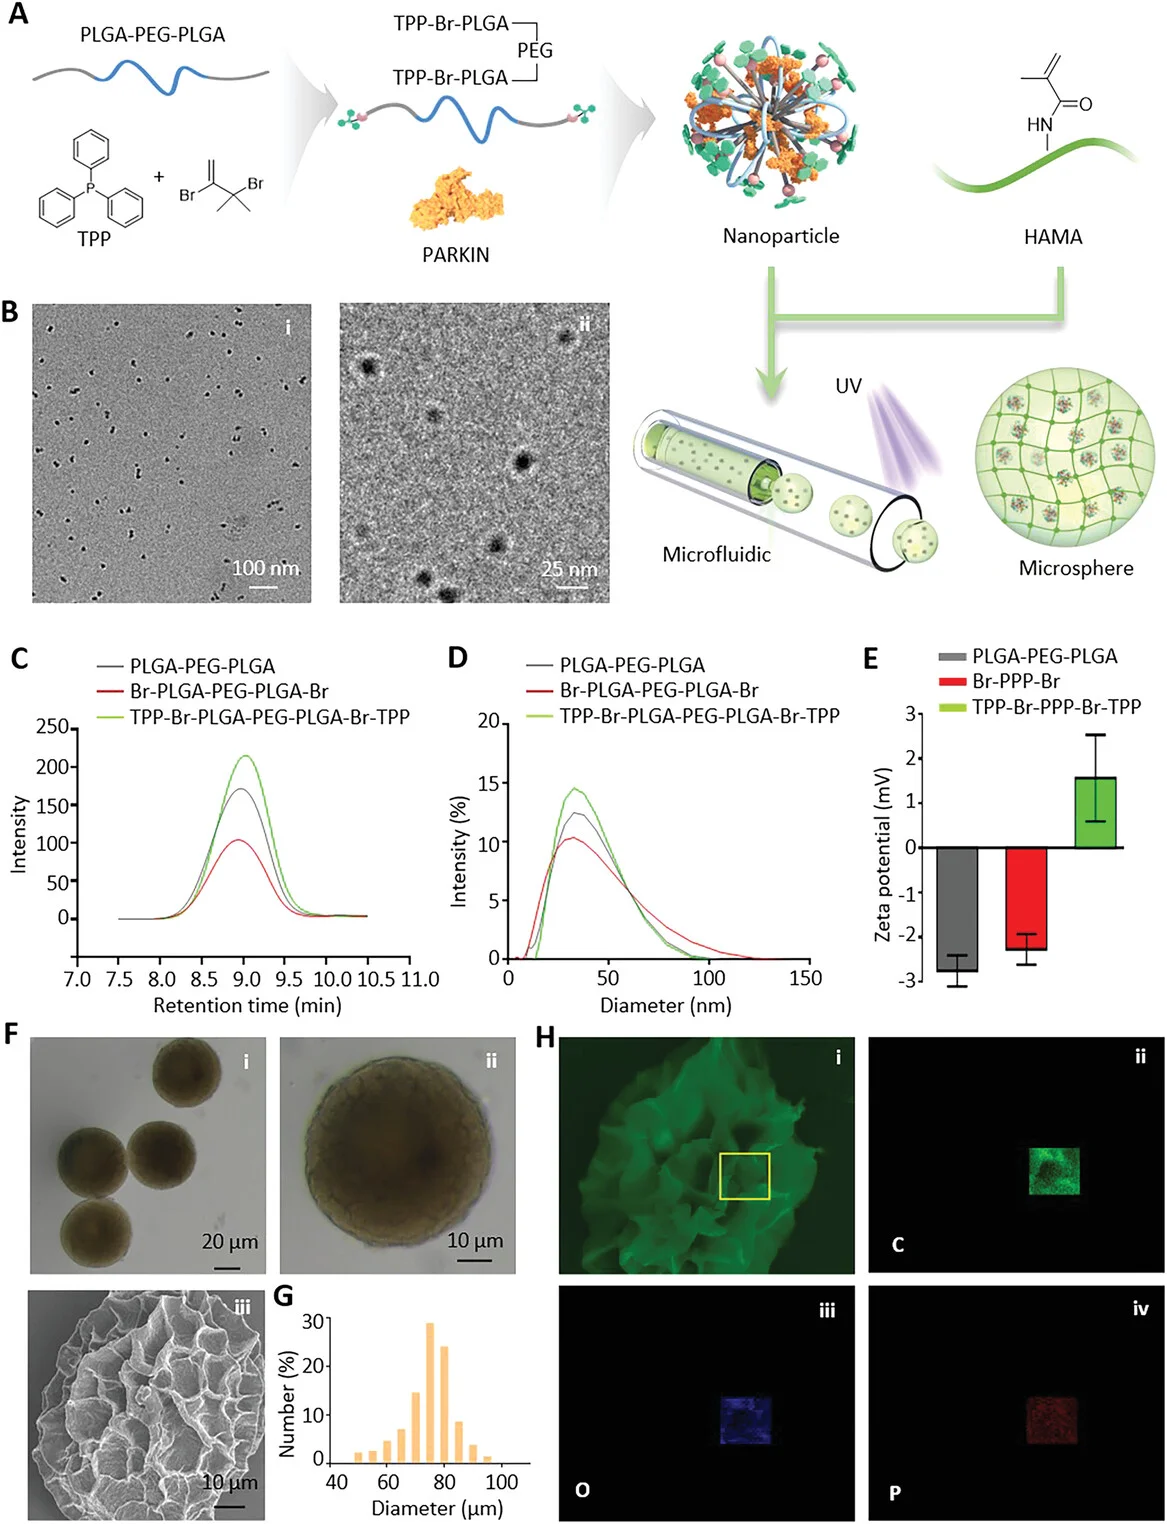 A
PLGA-PEG-PLGA
TPP-Br-PLGA
PEG
TPP-Br-PLGA
P
+
Br
Br
TPP
PARKIN
Nanoparticle
O
HN
HAMA
B
i
100 nm
ii
25 nm
UV
Microfluidic
Microsphere
C
PLGA-PEG-PLGA
Br-PLGA-PEG-PLGA-Br
TPP-Br-PLGA-PEG-PLGA-Br-TPP
250
200
150
100
50
0
Intensity
7.0 7.5 8.0 8.5 9.0 9.5 10.0 10.5 11.0
Retention time (min)
D
PLGA-PEG-PLGA
Br-PLGA-PEG-PLGA-Br
TPP-Br-PLGA-PEG-PLGA-Br-TPP
20
15
10
5
0
Intensity (%)
0 50 100 150
Diameter (nm)
E
PLGA-PEG-PLGA
Br-PPP-Br
TPP-Br-PPP-Br-TPP
3
2
1
0
-1
-2
-3
Zeta potential (mV)
F
i
20 μm
ii
10 μm
iii
10 μm
G
30
20
10
0
Number (%)
40 60 80 100
Diameter (μm)
H
i
ii
C
iii
O
iv
P